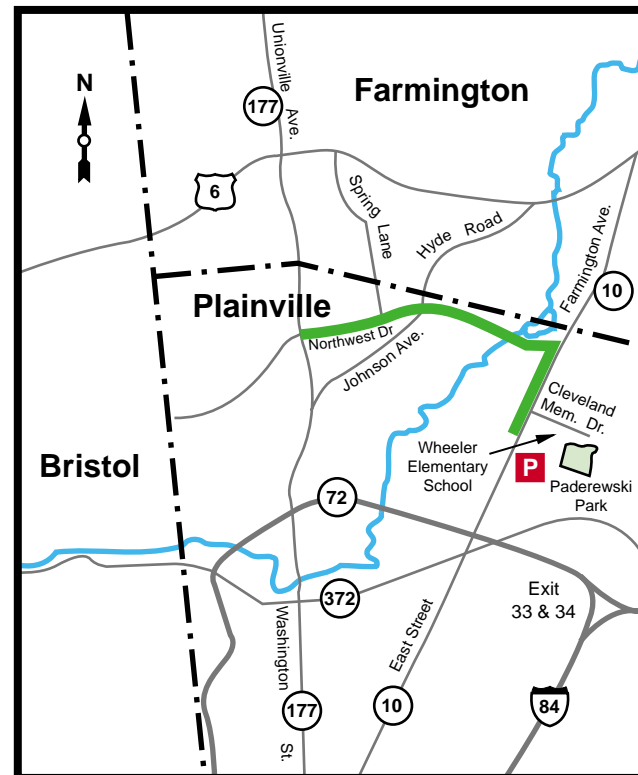 Unionville Ave.
177
Farmington
N
6
Spring Lane
Hyde Road
Farmington Ave.
10
Plainville
Northwest Dr
Johnson Ave.
Cleveland
Mem. Dr.
Wheeler
Elementary
School
P
Paderewski
Park
Bristol
72
372
Exit
33 & 34
Washington St.
East Street
177
10
84